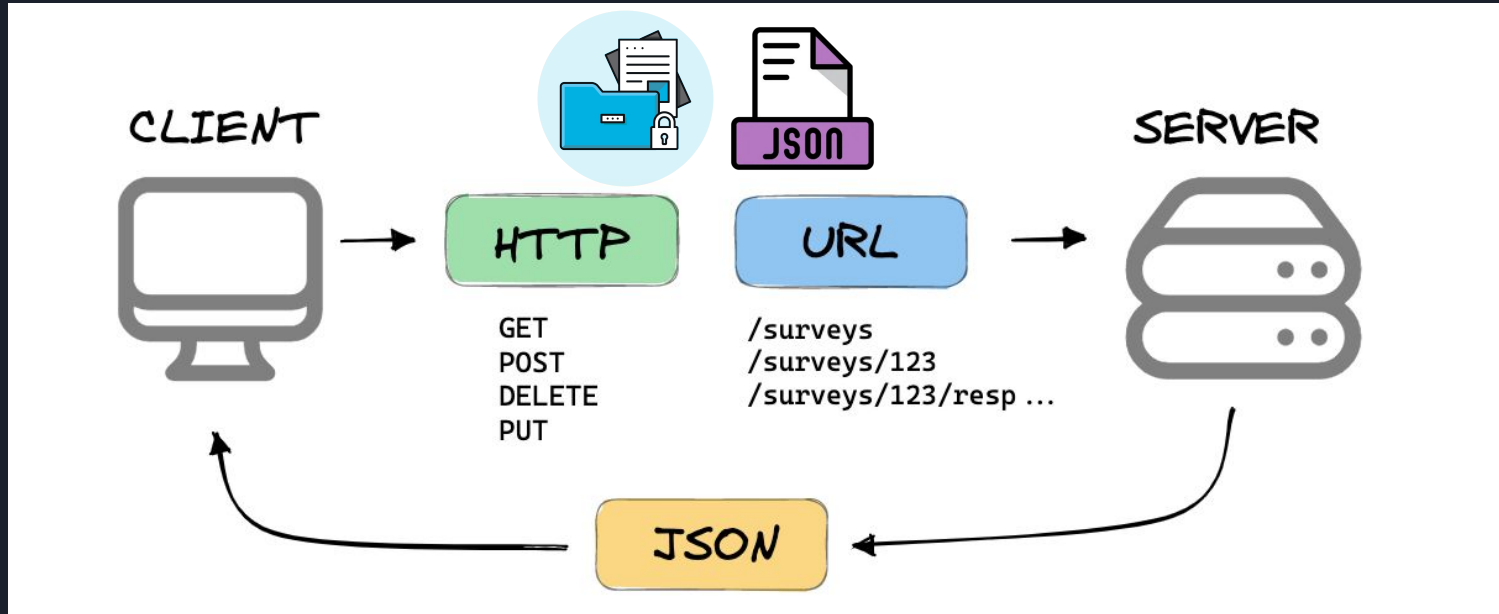 CLIENT
JSON
SERVER
HTTP
URL
GET
POST
DELETE
PUT
/surveys
/surveys/123
/surveys/123/resp ...
JSON